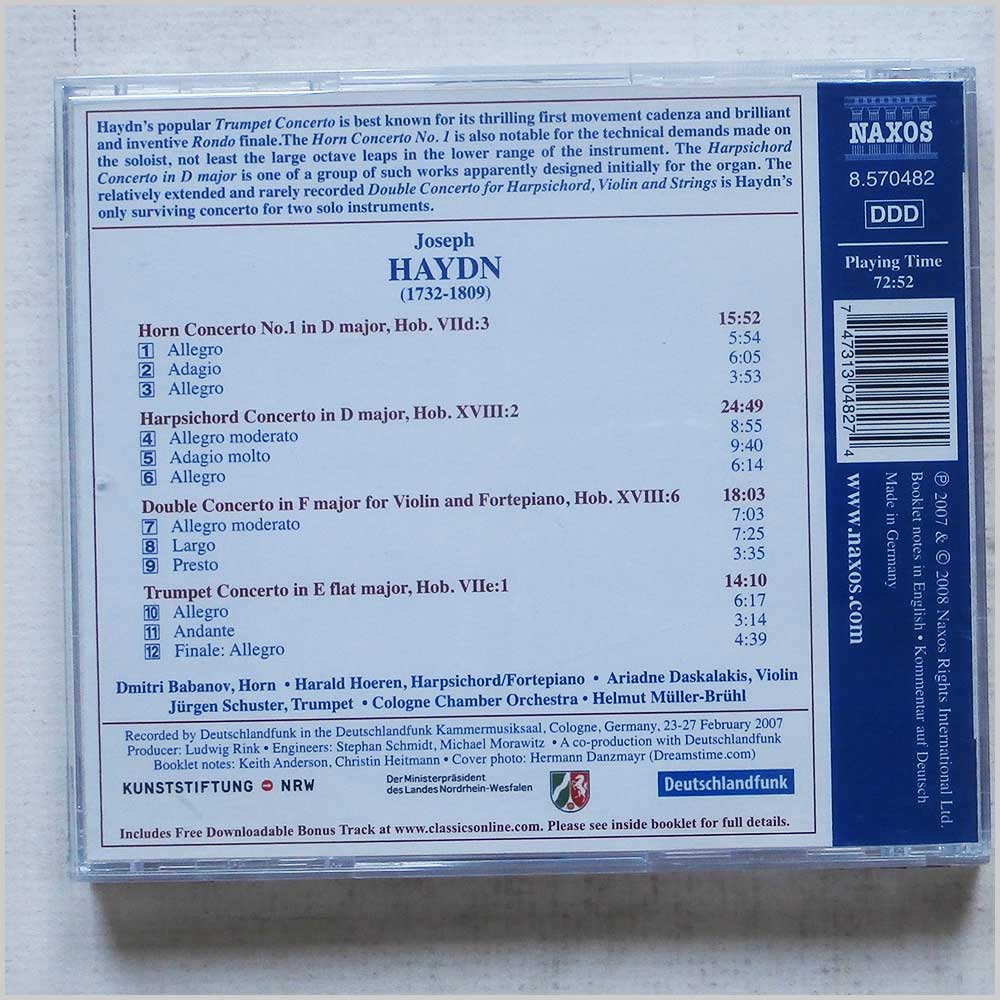 Haydn's popular Trumpet Concerto is best known for its thrilling first movement cadenza and brilliant
and inventive Rondo finale.The Horn Concerto No. 1 is also notable for the technical demands made on
the soloist, not least the large octave leaps in the lower range of the instrument. The Harpsichord
Concerto in D major is one of a group of such works apparently designed initially for the organ. The
relatively extended and rarely recorded Double Concerto for Harpsichord, Violin and Strings is Haydn's
only surviving concerto for two solo instruments.
Joseph
HAYDN
(1732-1809)
Horn Concerto No.1 in D major, Hob. VIId:3 15:52
1 Allegro 5:54
2 Adagio 6:05
3 Allegro 3:53
Harpsichord Concerto in D major, Hob. XVIII:2 24:49
4 Allegro moderato 8:55
5 Adagio molto 9:40
6 Allegro 6:14
Double Concerto in F major for Violin and Fortepiano, Hob. XVIII:6 18:03
7 Allegro moderato 7:03
8 Largo 7:25
9 Presto 3:35
Trumpet Concerto in E flat major, Hob. VIIe:1 14:10
10 Allegro 6:17
11 Andante 3:14
12 Finale: Allegro 4:39
Dmitri Babanov, Horn • Harald Hoeren, Harpsichord/Fortepiano • Ariadne Daskalakis, Violin
Jürgen Schuster, Trumpet • Cologne Chamber Orchestra • Helmut Müller-Brühl
Recorded by Deutschlandfunk in the Deutschlandfunk Kammermusiksaal, Cologne, Germany, 23-27 February 2007
Producer: Ludwig Rink • Engineers: Stephan Schmidt, Michael Morawitz • A co-production with Deutschlandfunk
Booklet notes: Keith Anderson, Christin Heitmann • Cover photo: Hermann Danzmayr (Dreamstime.com)
KUNSTSTIFTUNG NRW
Der Ministerpräsident
des Landes Nordrhein-Westfalen
Deutschlandfunk
Includes Free Downloadable Bonus Track at www.classicsonline.com. Please see inside booklet for full details.
NAXOS
8.570482
DDD
Playing Time
72:52
7 47313 04827 4
www.naxos.com
℗ 2007 & © 2008 Naxos Rights International Ltd.
Booklet notes in English • Kommentar auf Deutsch
Made in Germany